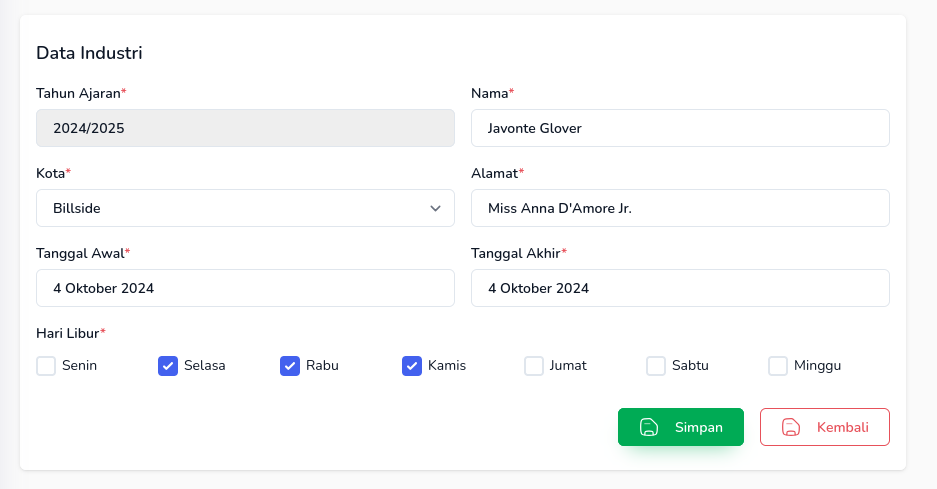 Data Industri
Tahun Ajaran* Nama*
2024/2025 Javonte Glover
Kota* Alamat*
Billside Miss Anna D'Amore Jr.
Tanggal Awal* Tanggal Akhir*
4 Oktober 2024 4 Oktober 2024
Hari Libur*
Senin Selasa Rabu Kamis Jumat Sabtu Minggu
Simpan Kembali